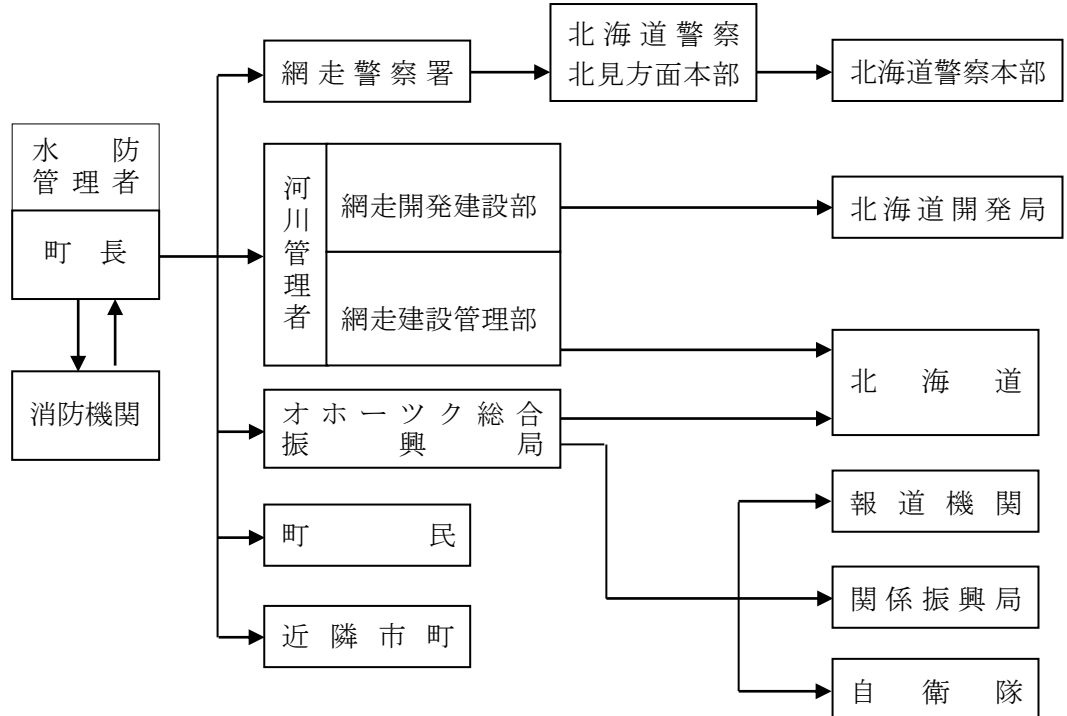 網走警察署
北海道警察
北見方面本部
北海道警察本部
水防
管理者
町長
消防機関
河川管理者
網走開発建設部
網走建設管理部
北海道開発局
北海道
オホーツク総合
振興局
町民
近隣市町
報道機関
関係振興局
自衛隊